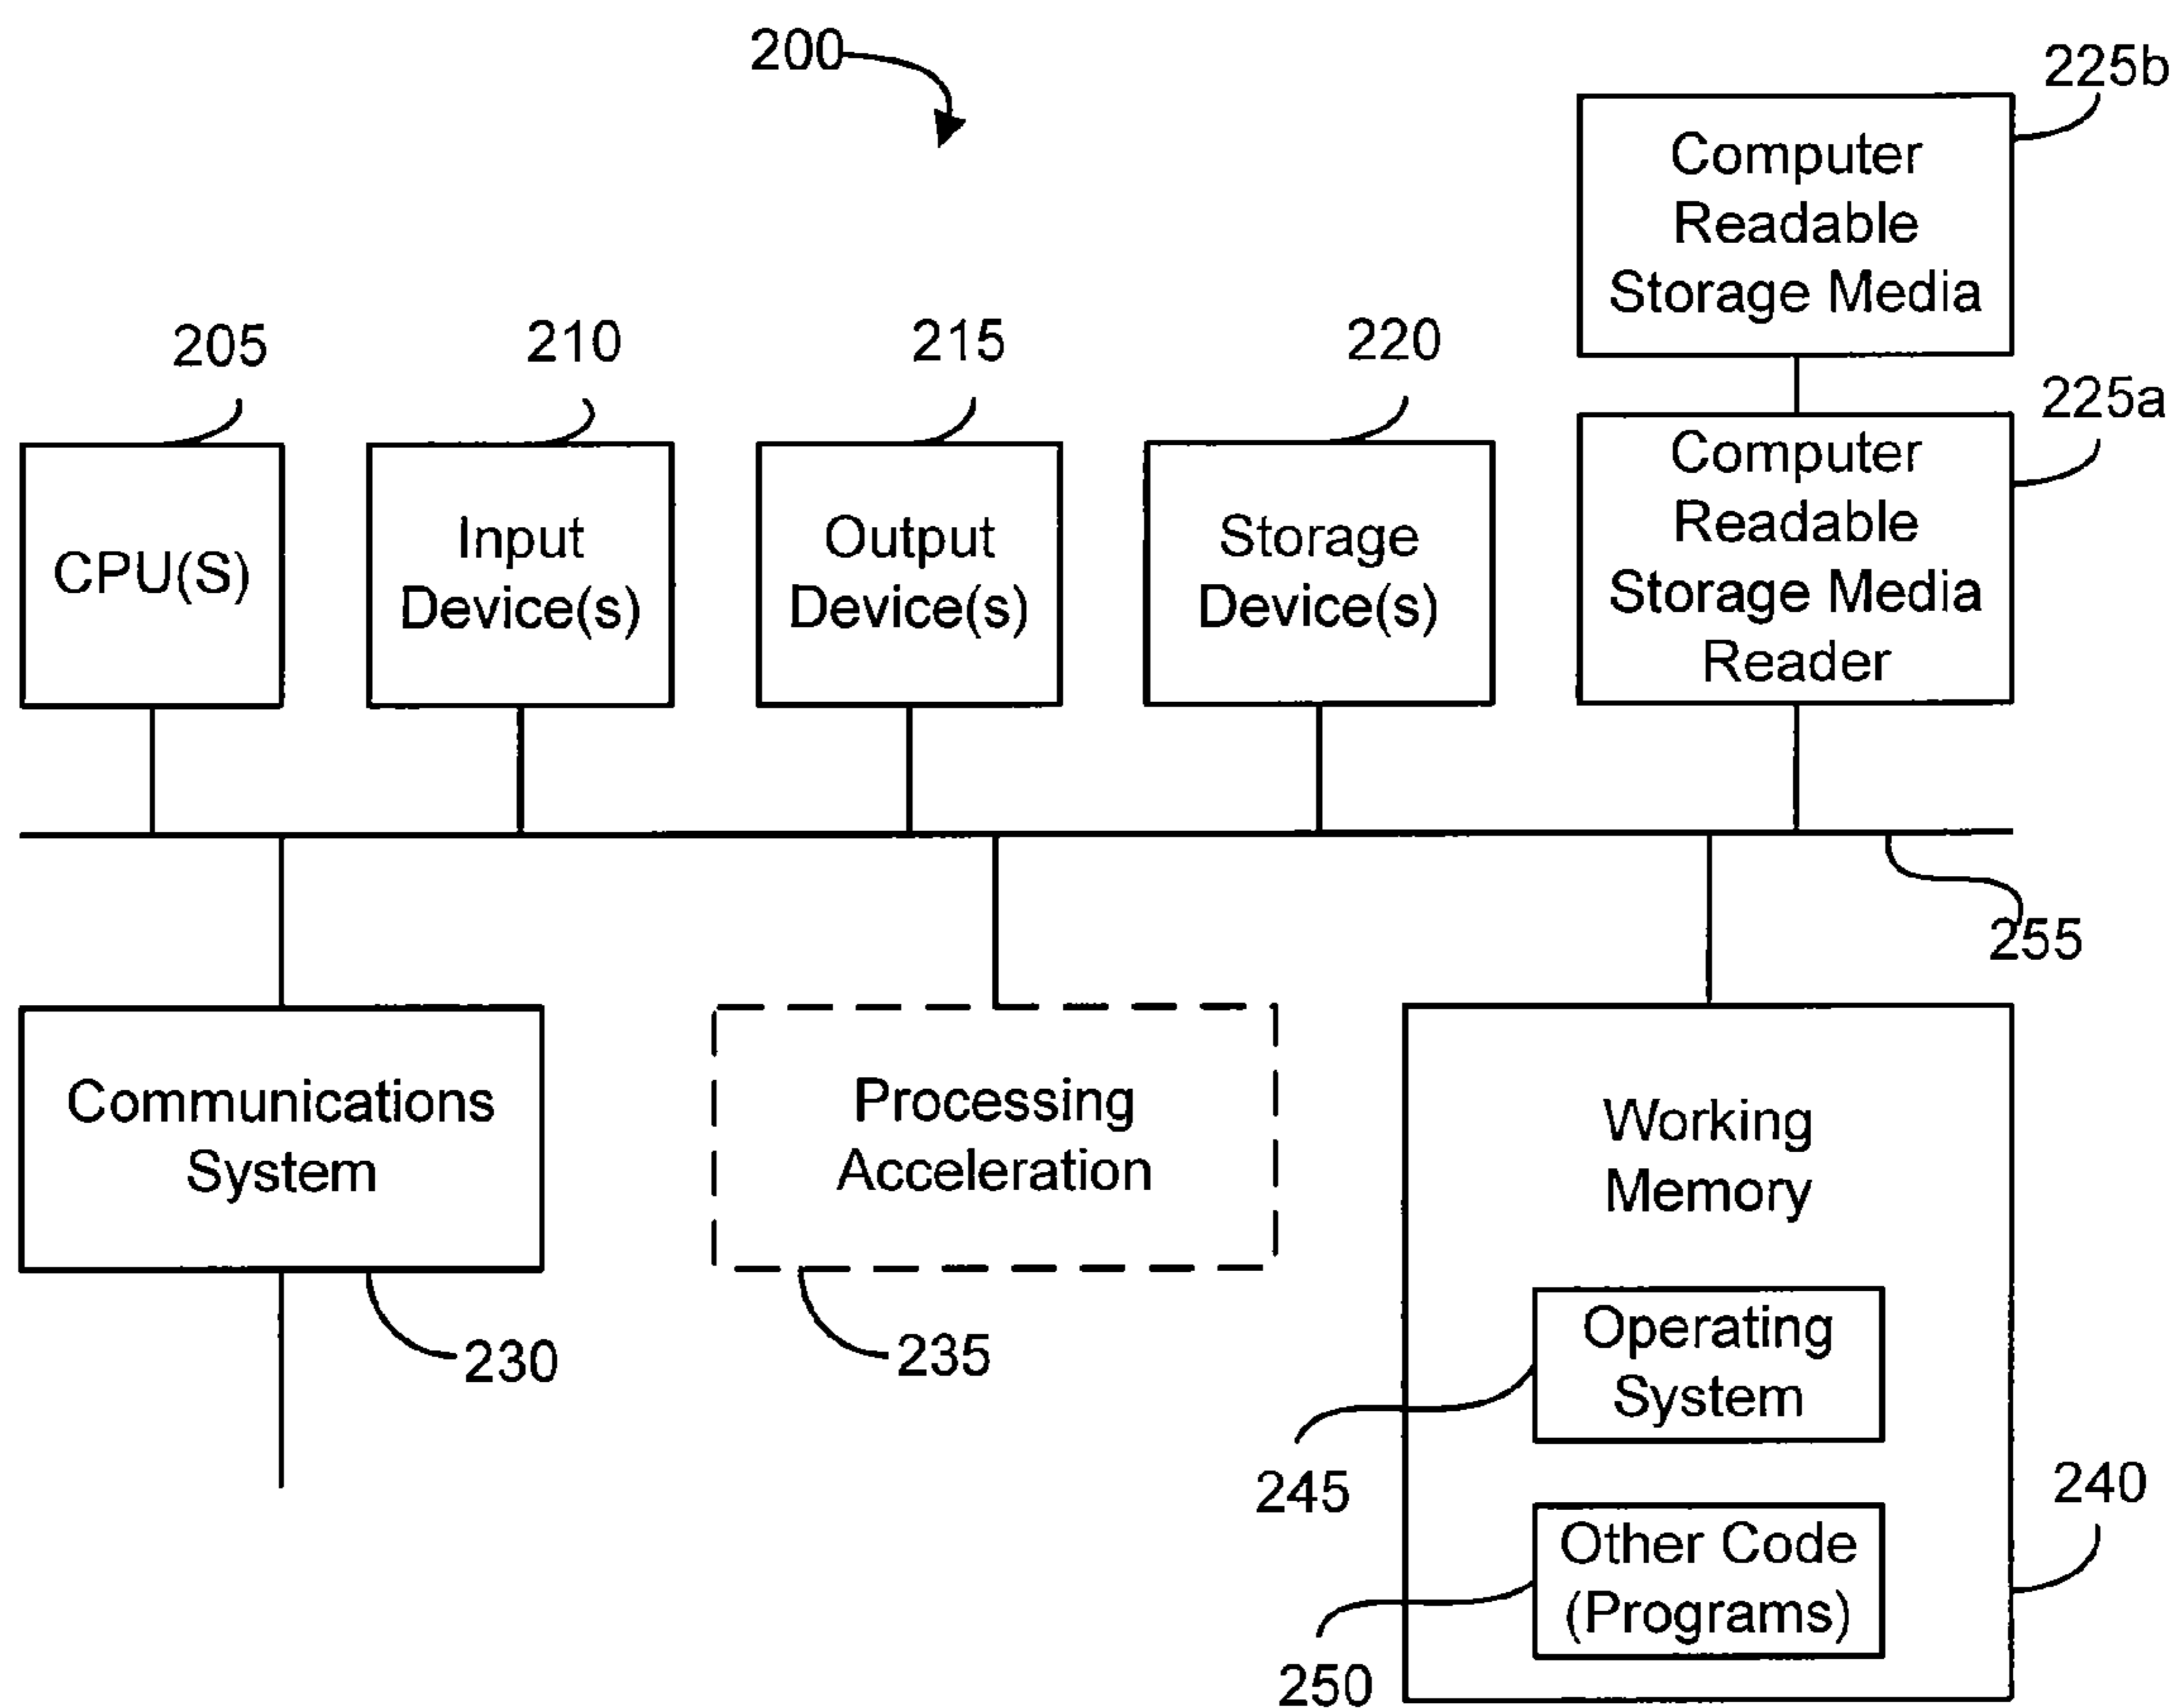 200
225b
Computer
Readable
Storage Media
205
210
215
220
225a
CPU(S)
Input
Device(s)
Output
Device(s)
Storage
Device(s)
Computer
Readable
Storage Media
Reader
255
Communications
System
230
Processing
Acceleration
235
Working
Memory
Operating
System
245
240
Other Code
(Programs)
250